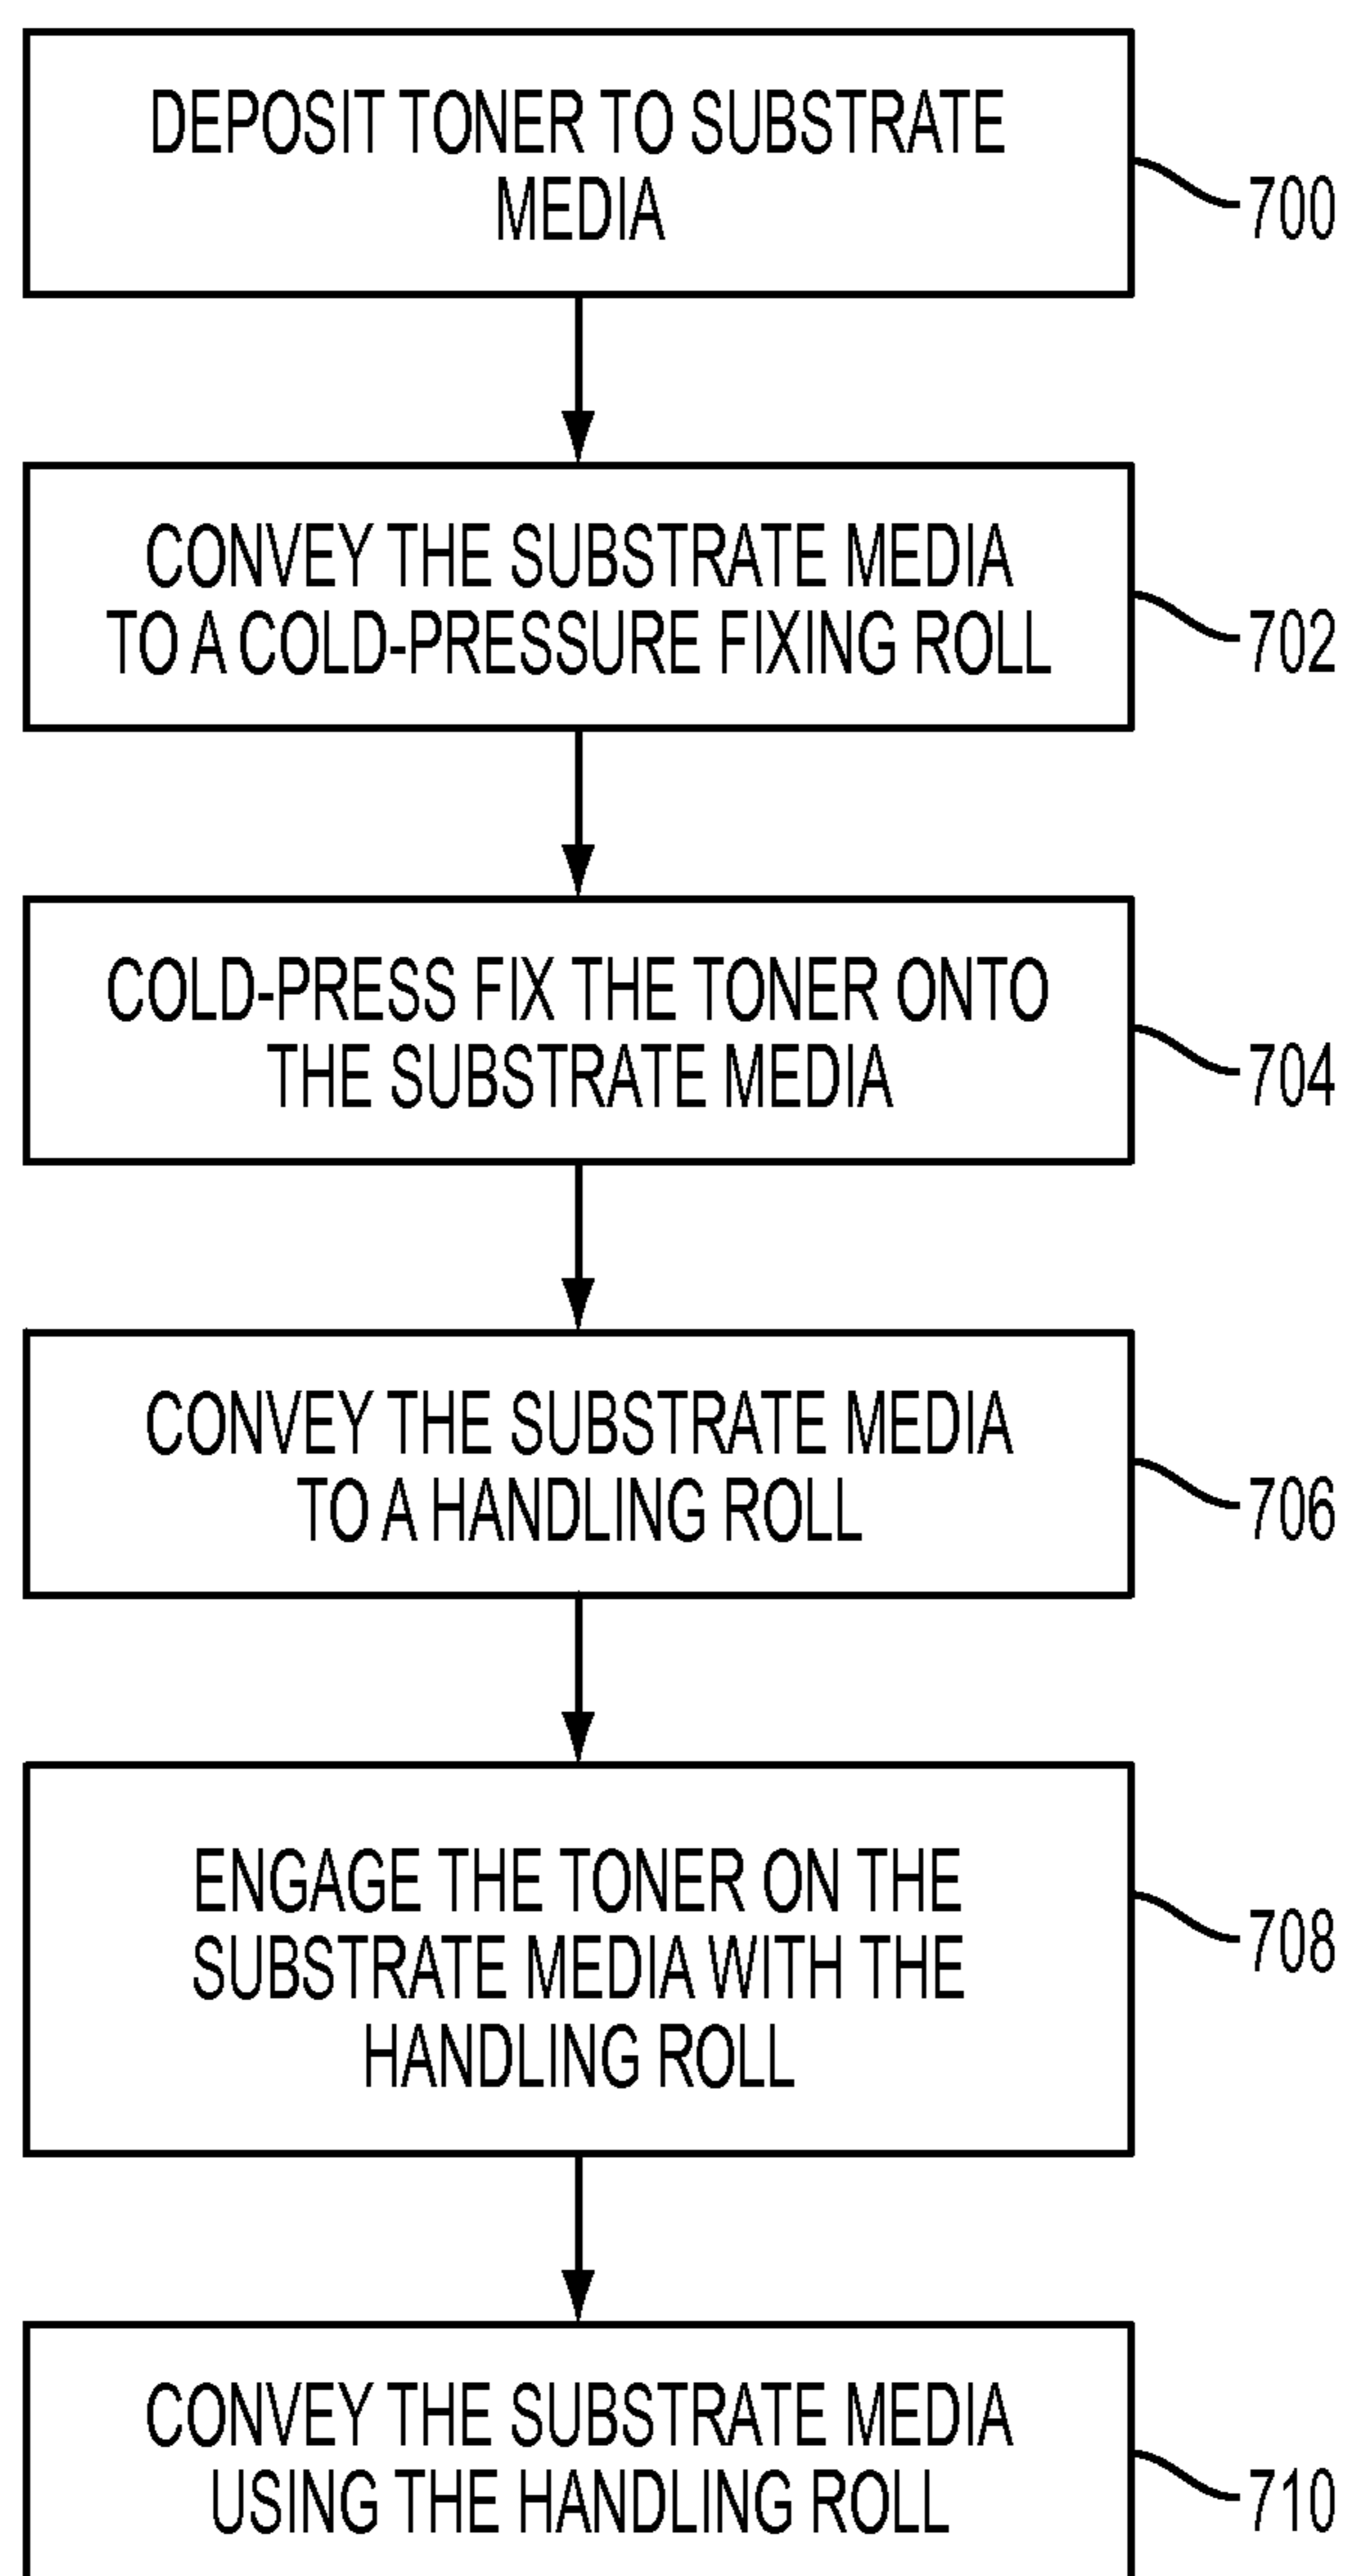 DEPOSIT TONER TO SUBSTRATE
MEDIA
700
CONVEY THE SUBSTRATE MEDIA
TO A COLD-PRESSURE FIXING ROLL
702
COLD-PRESS FIX THE TONER ONTO
THE SUBSTRATE MEDIA
704
CONVEY THE SUBSTRATE MEDIA
TO A HANDLING ROLL
706
ENGAGE THE TONER ON THE
SUBSTRATE MEDIA WITH THE
HANDLING ROLL
708
CONVEY THE SUBSTRATE MEDIA
USING THE HANDLING ROLL
710